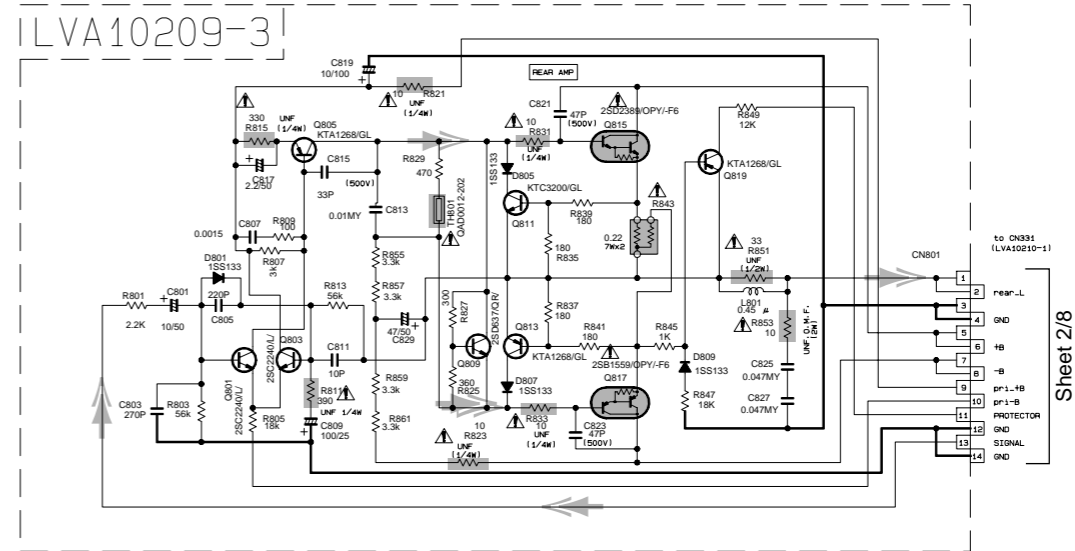 LVA10209-3
C819
10/100
+
10
R821
UNF
(1/4W)
REAR AMP
330
R815
UNF
(1/4W)
Q805
KTA1268/GL
+
C817
2.2/50
C815
33P
(500V)
0.01MY
C813
R829
470
TH801
QAD0012-202
1SS133
D805
10
R831
UNF
(1/4W)
C821
47P
(500V)
2SD2389/OPY/-F6
Q815
KTC3200/GL
Q811
R839
180
180
R835
0.22
7Wx2
R843
R849
12K
KTA1268/GL
Q819
C807
0.0015
R809
100
R807
3k
D801
1SS133
R801
2.2K
C801
+
10/50
220P
C805
R813
56k
R855
3.3k
R857
3.3k
+
47/50
C829
300
R827
2SD637/QR/
Q809
360
R825
Q813
KTA1268/GL
R837
180
R841
180
R845
1K
33
R851
UNF
(1/2W)
L801
0.45 μ
R853
10
UNF.O.M.F.
(2W)
C825
0.047MY
C827
0.047MY
D809
1SS133
R847
18K
Q801
2SC2240/L/
2SC2240/L/
Q803
C811
10P
R811
390
UNF 1/4W
+
C809
100/25
R859
3.3k
R861
3.3k
D807
1SS133
2SB1559/OPY/-F6
Q817
R833
10
UNF
(1/4W)
C823
47P
(500V)
10
R823
UNF
(1/4W)
C803
270P
R803
56k
R805
18k
CN801
to CN331
(LVA10210-1)
1
2 rear_L
3
4 GND
5
6 +B
7
8 -B
9 pri_+B
10 pri-B
11 PROTECTOR
12 GND
13 SIGNAL
14 GND
Sheet 2/8